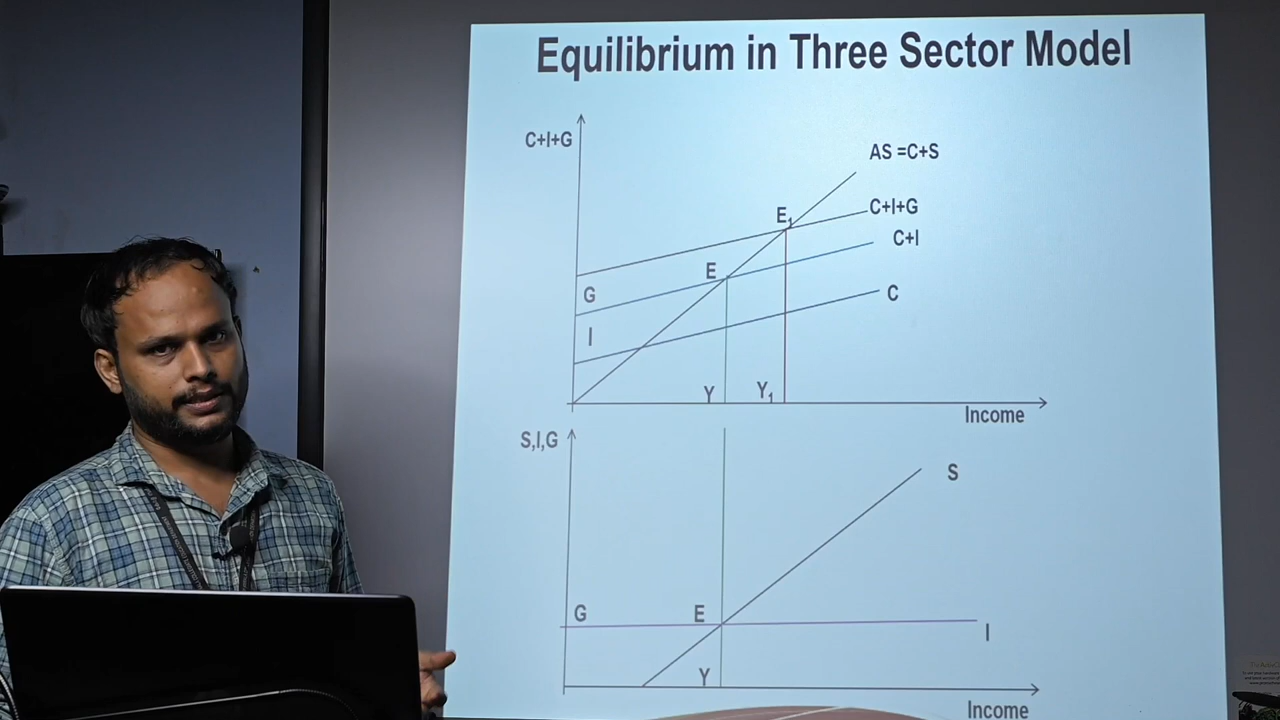 Equilibrium in Three Sector Model
C+I+G
AS =C+S
E1
C+I+G
C+I
E
G
C
I
Y
Y1
Income
S,I,G
S
G
E
I
Y
Income